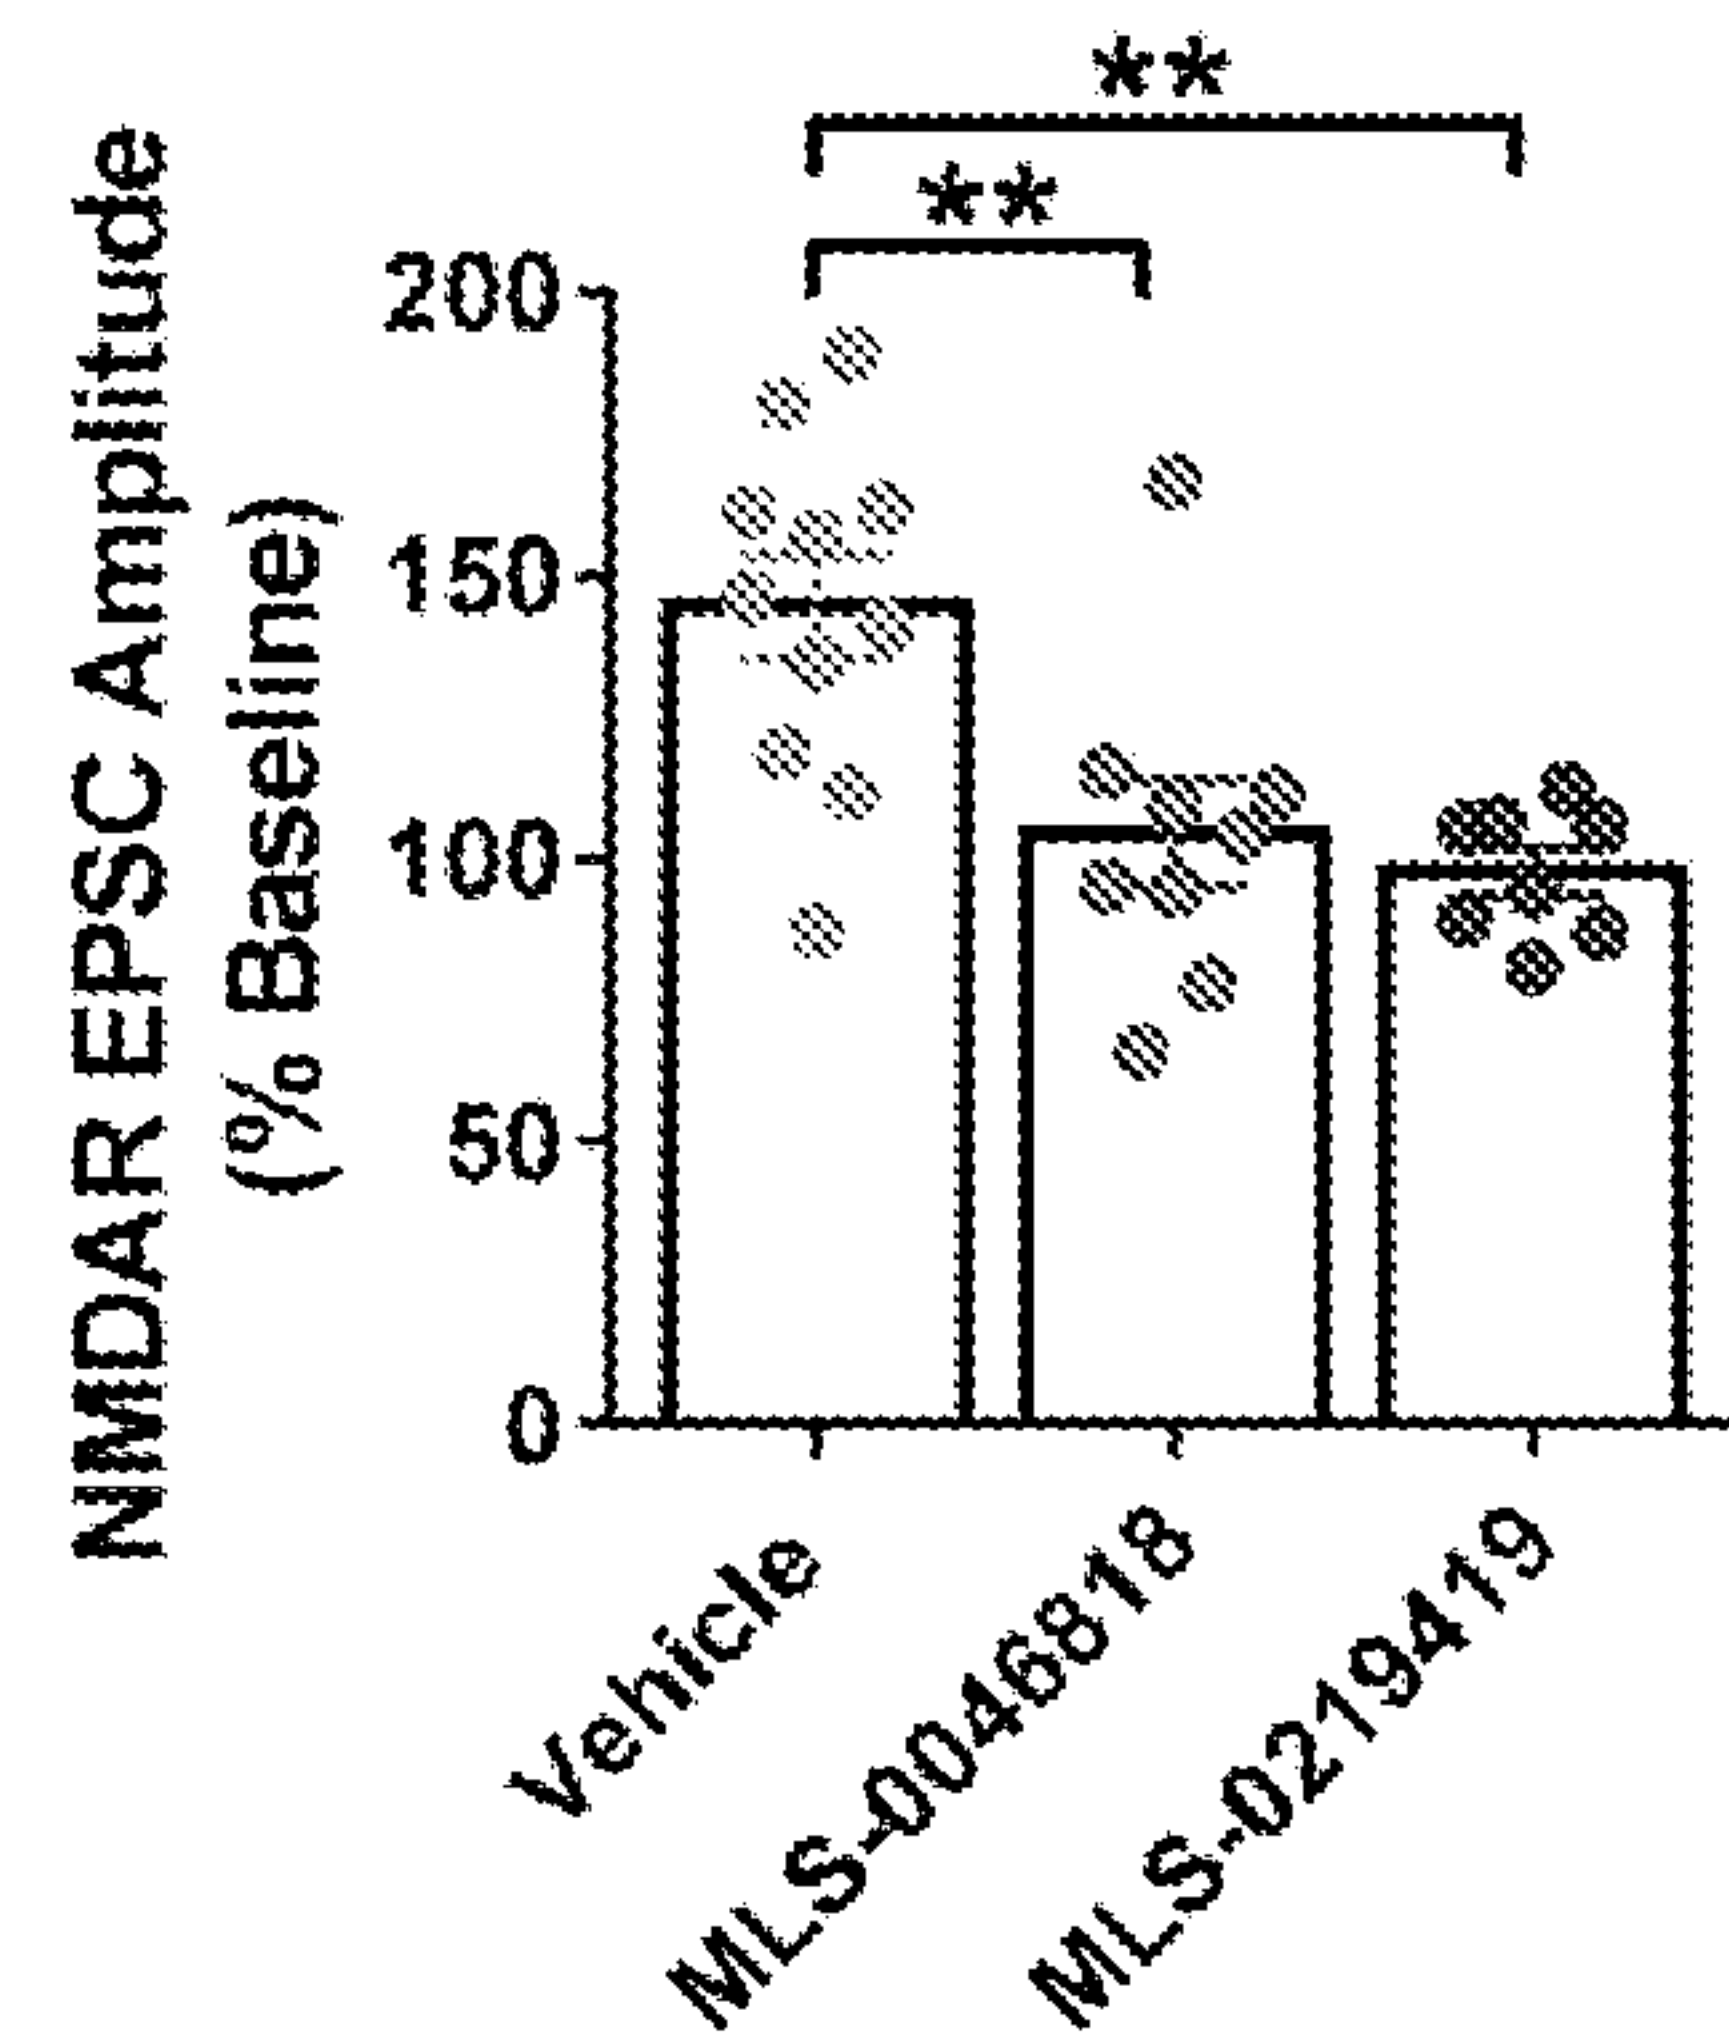 **
**
NMDAR EPSC Amplitude
(% Baseline)
200
150
100
50
0
Vehicle
MLS-0046818
MLS-0219419